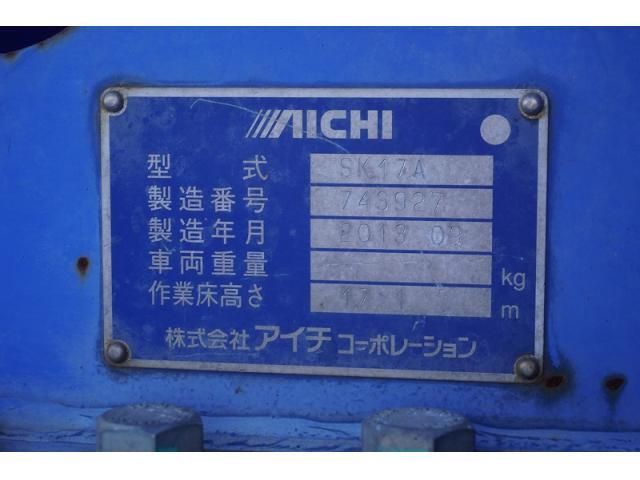 AICHI
型式 SK17A
製造番号 743927
製造年月 2013 09
車両重量 kg
作業床高さ 17.1 m
株式会社 アイチ コーポレーション